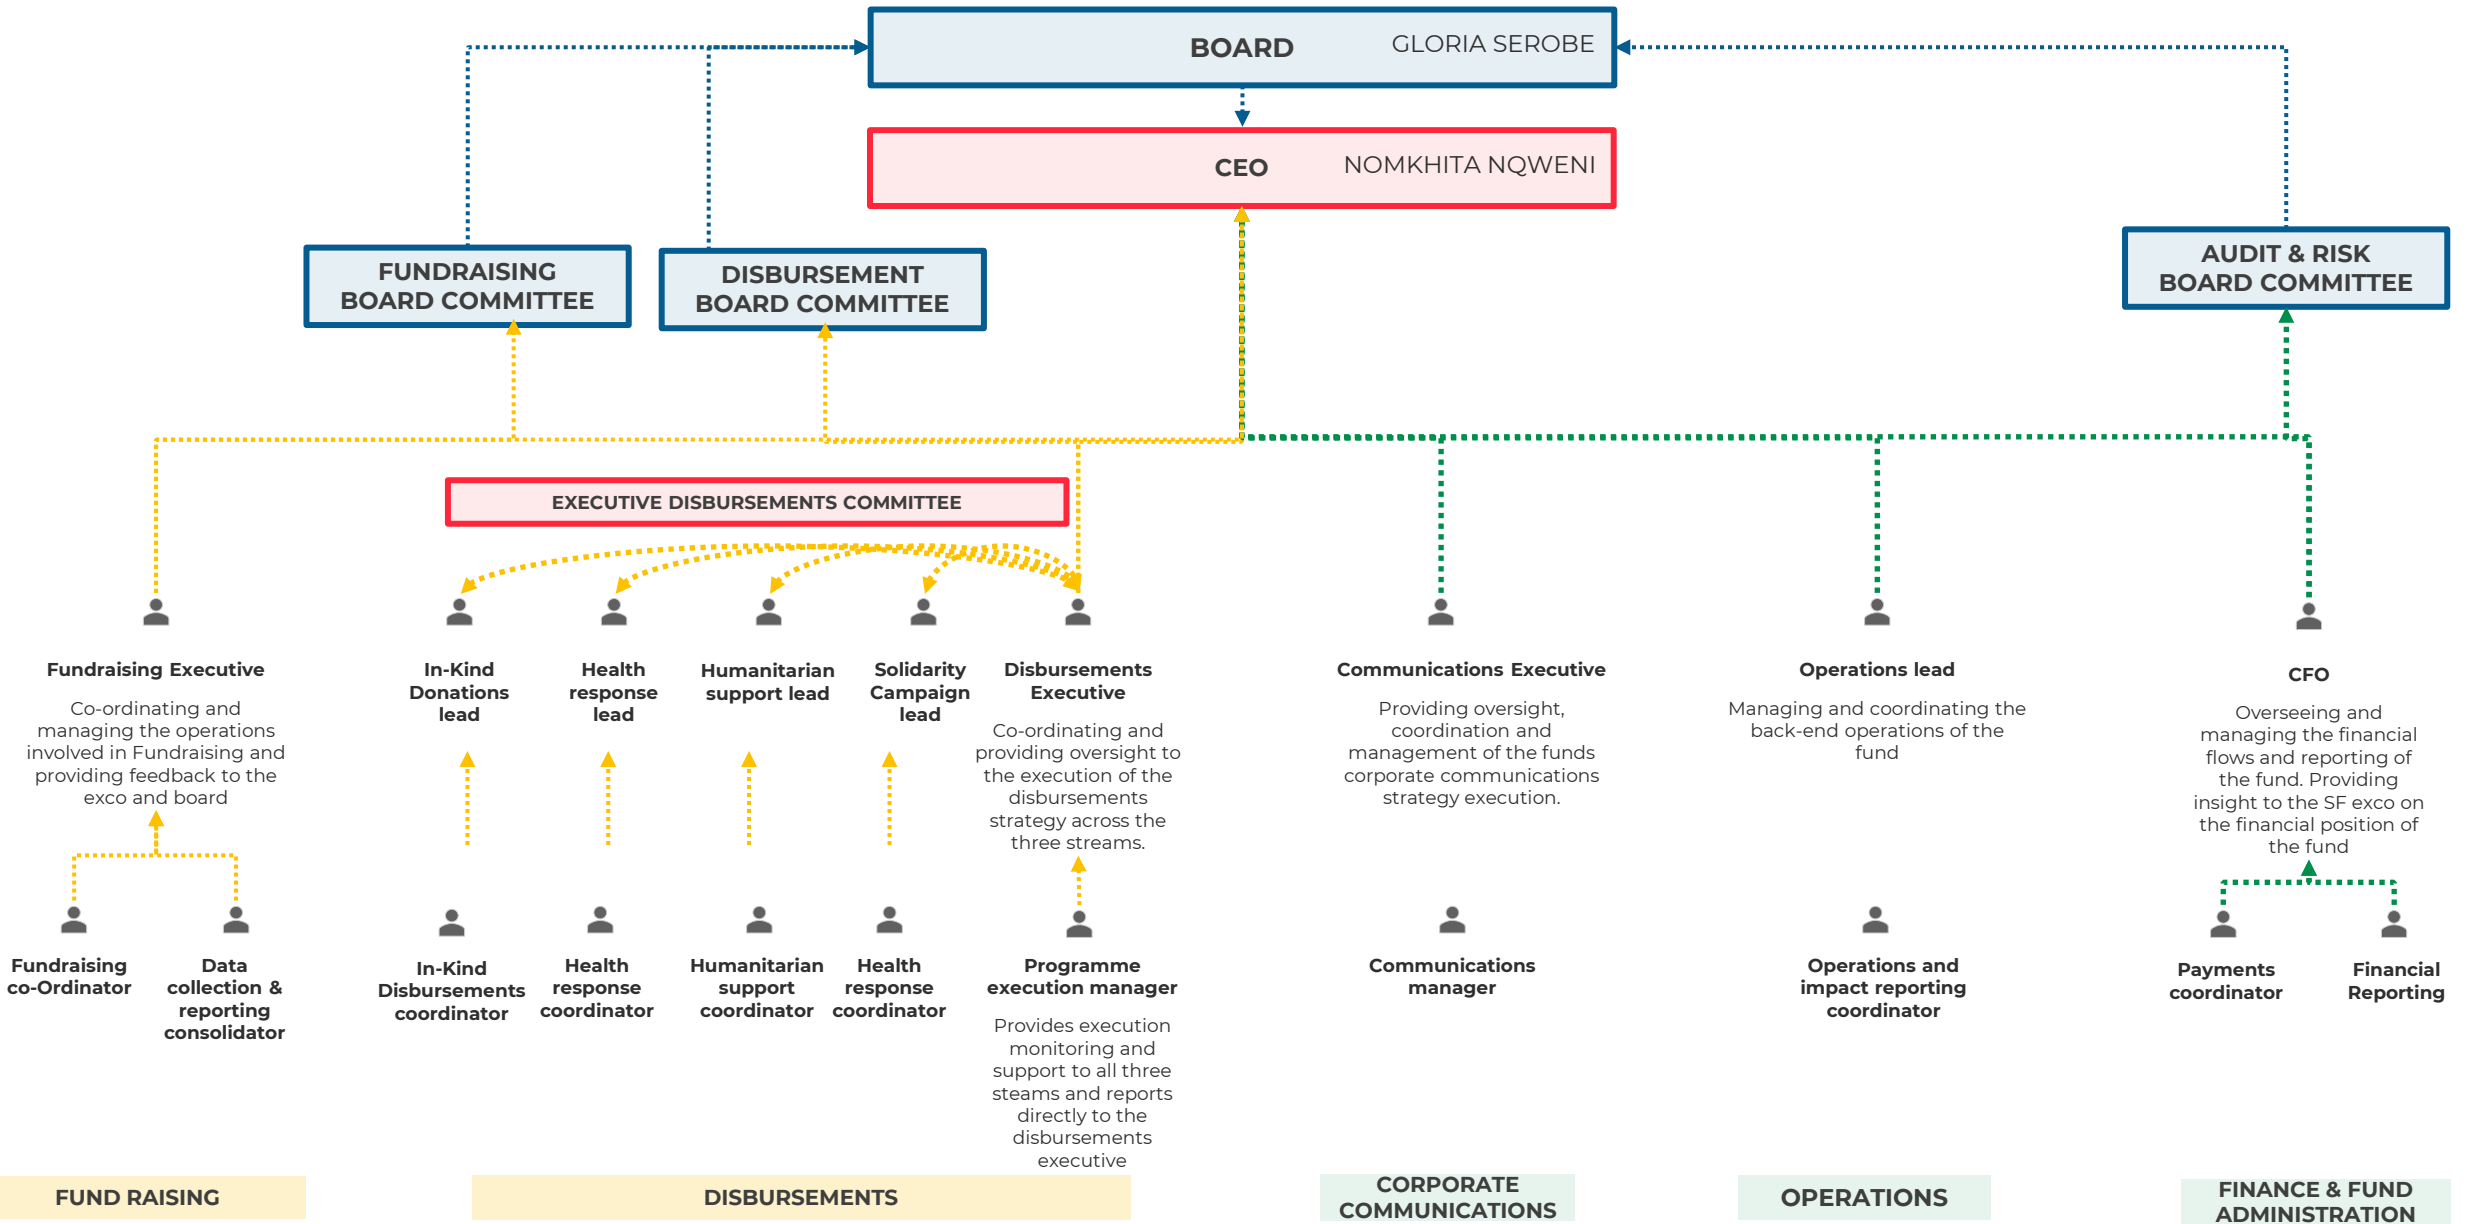 BOARD
GLORIA SEROBE
CEO
NOMKHITA NQWENI
FUNDRAISING
BOARD COMMITTEE
DISBURSEMENT
BOARD COMMITTEE
AUDIT & RISK
BOARD COMMITTEE
EXECUTIVE DISBURSEMENTS COMMITTEE
Fundraising Executive
Co-ordinating and
managing the operations
involved in Fundraising and
providing feedback to the
exco and board
In-Kind
Donations
lead
Health
response
lead
Humanitarian
support lead
Solidarity
Campaign
lead
Disbursements
Executive
Co-ordinating and
providing oversight to
the execution of the
disbursements
strategy across the
three streams.
Communications Executive
Providing oversight,
coordination and
management of the funds
corporate communications
strategy execution.
Operations lead
Managing and coordinating the
back-end operations of the
fund
CFO
Overseeing and
managing the financial
flows and reporting of
the fund. Providing
insight to the SF exco on
the financial position of
the fund
Fundraising
co-Ordinator
Data
collection &
reporting
consolidator
In-Kind
Disbursements
coordinator
Health
response
coordinator
Humanitarian
support
coordinator
Health
response
coordinator
Programme
execution manager
Provides execution
monitoring and
support to all three
steams and reports
directly to the
disbursements
executive
Communications
manager
Operations and
impact reporting
coordinator
Payments
coordinator
Financial
Reporting
FUND RAISING
DISBURSEMENTS
CORPORATE
COMMUNICATIONS
OPERATIONS
FINANCE & FUND
ADMINISTRATION